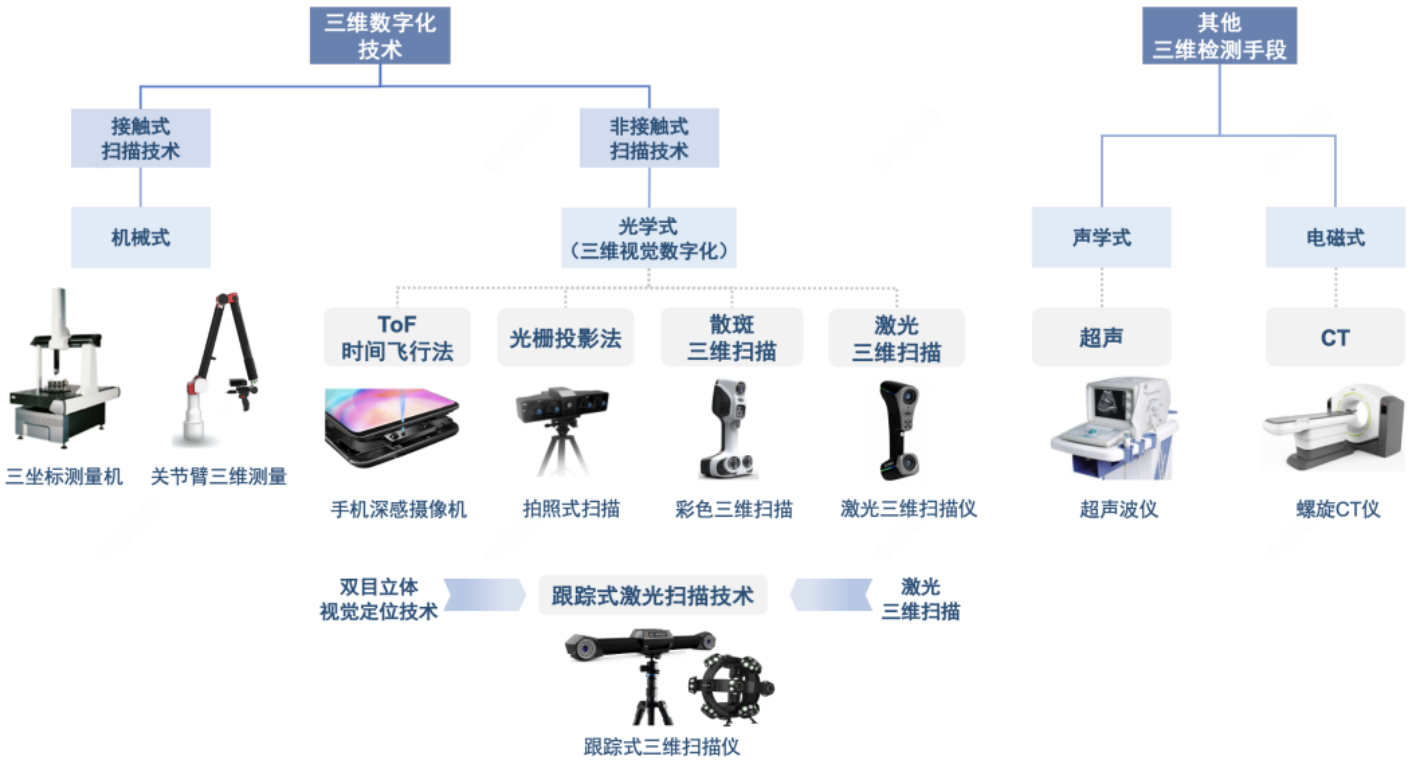 三维数字化
技术
其他
三维检测手段
接触式
扫描技术
非接触式
扫描技术
机械式
光学式
（三维视觉数字化）
声学式
电磁式
ToF
时间飞行法
光栅投影法
散斑
三维扫描
激光
三维扫描
超声
CT
三坐标测量机
关节臂三维测量
手机深感摄像机
拍照式扫描
彩色三维扫描
激光三维扫描仪
超声波仪
螺旋CT仪
双目立体
视觉定位技术
跟踪式激光扫描技术
激光
三维扫描
跟踪式三维扫描仪